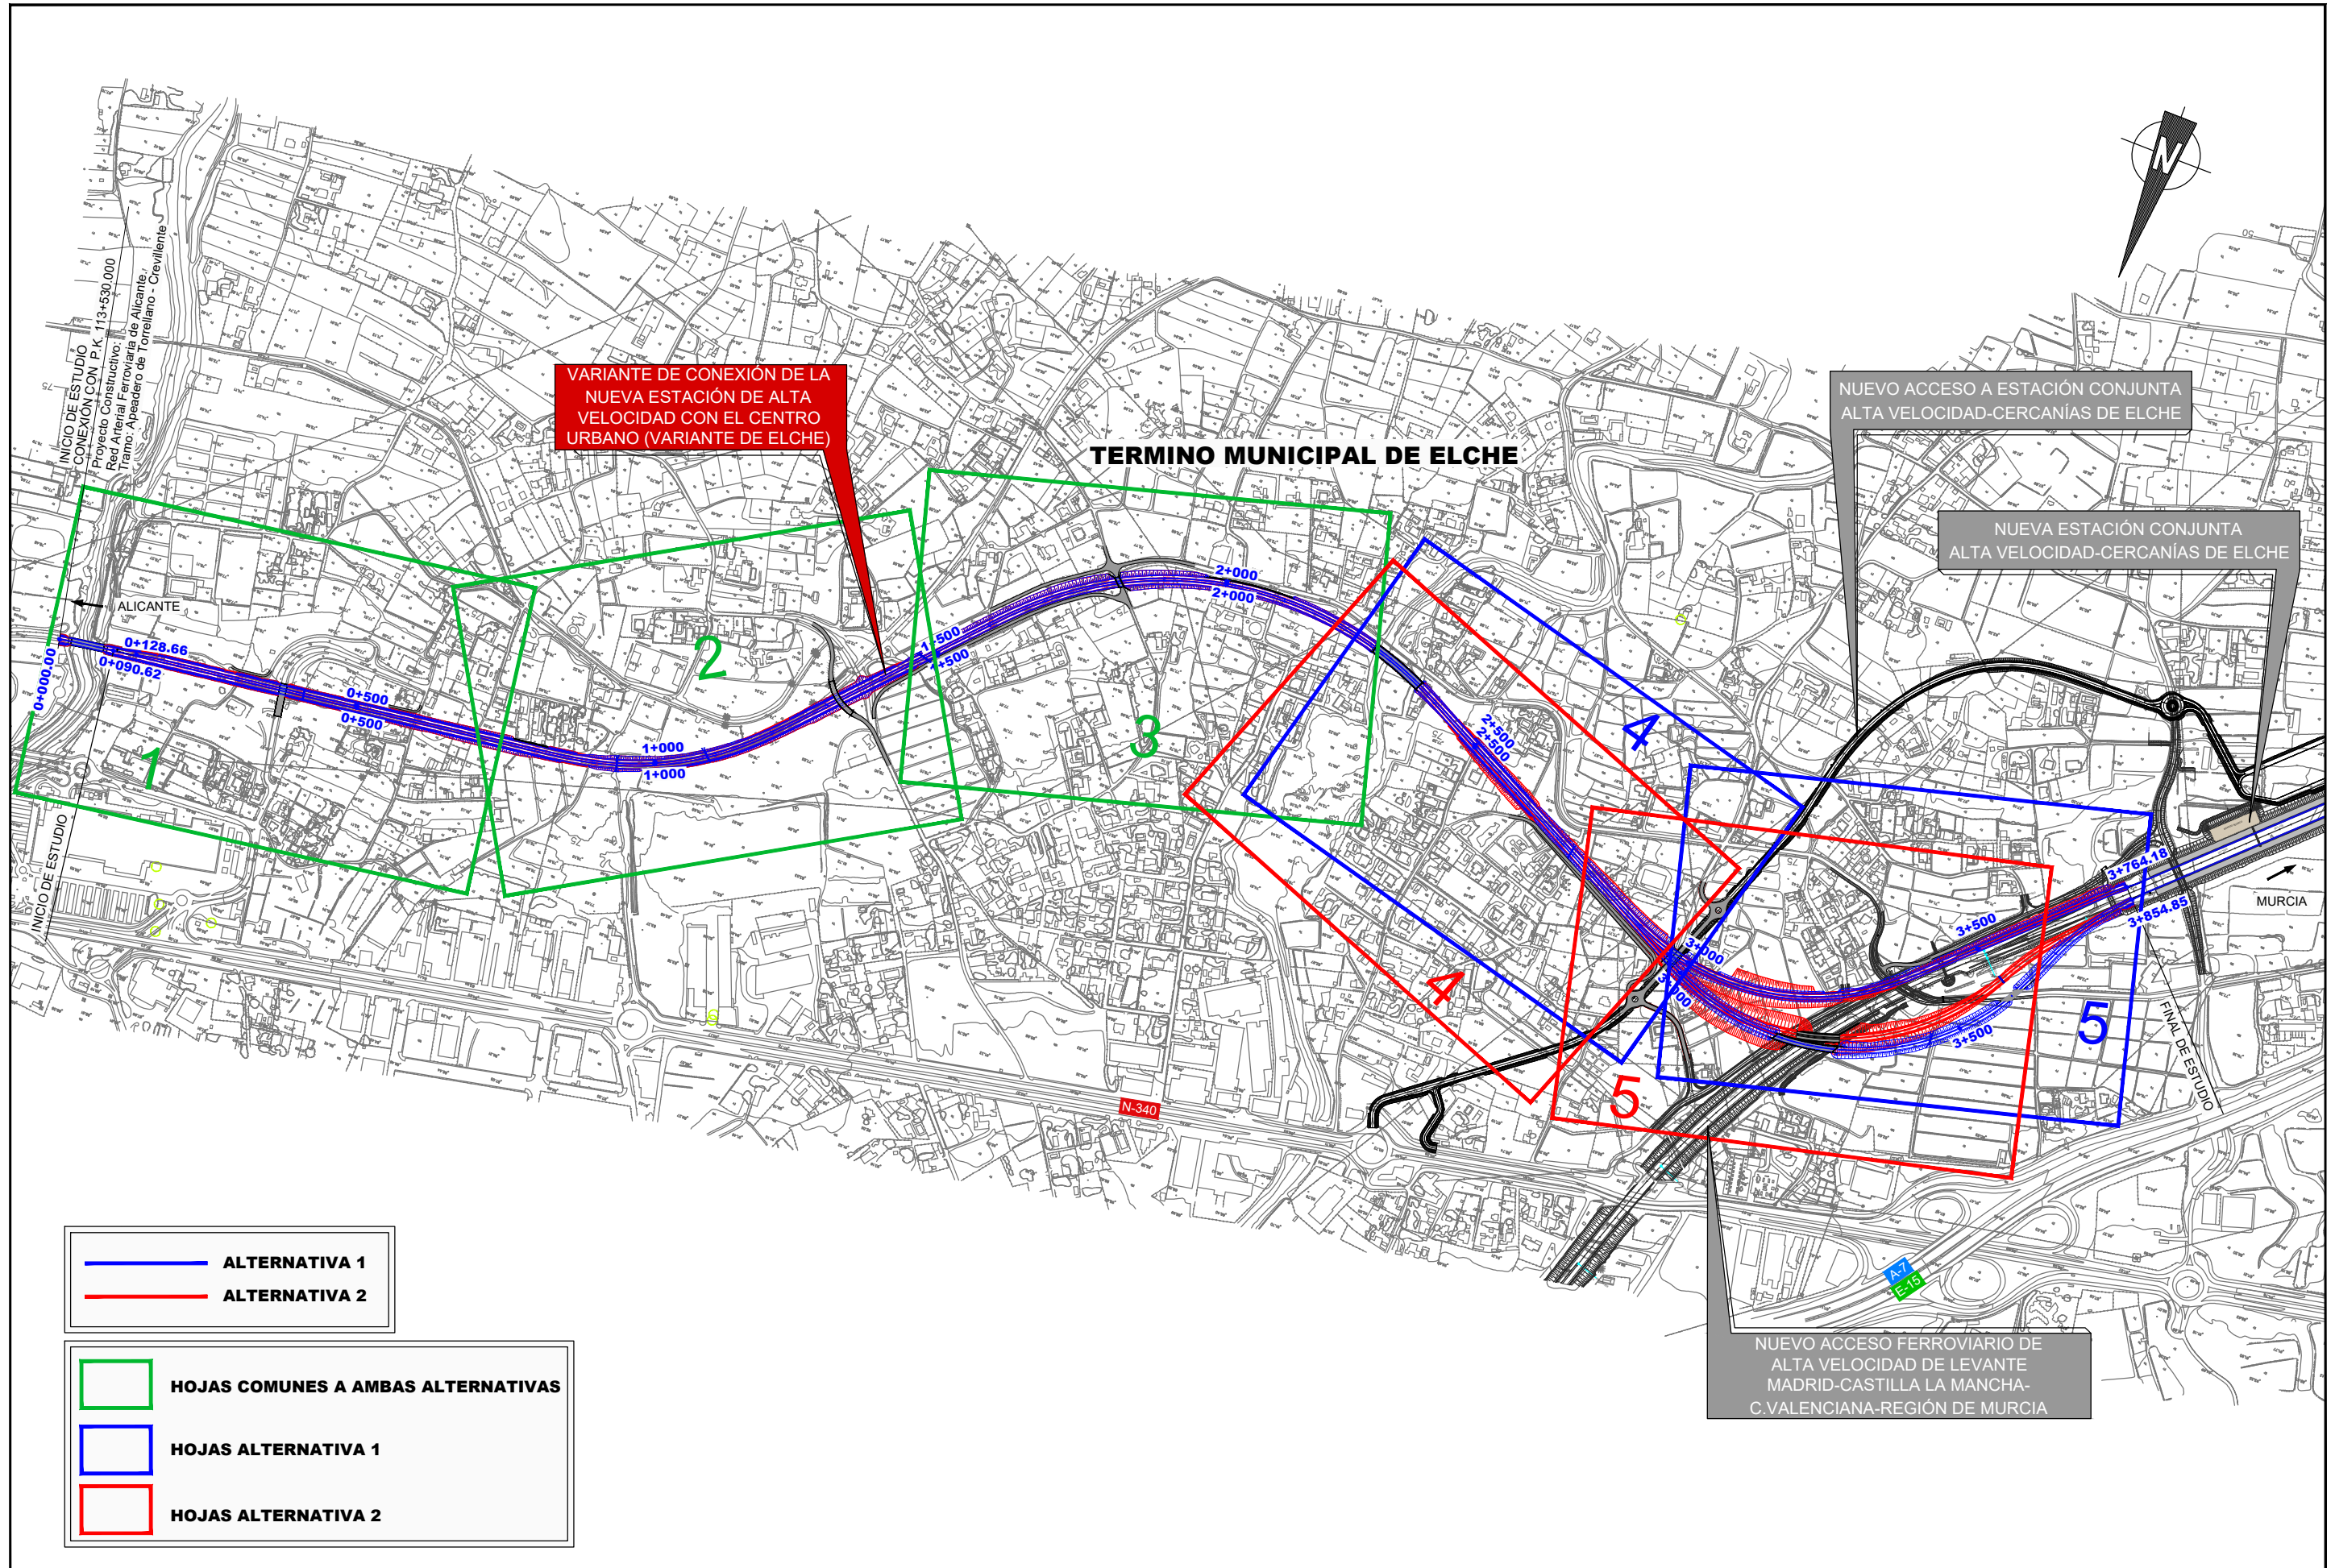 N
INICIO DE ESTUDIO
CONEXIÓN CON P.K. 113+530.000
Proyecto Constructivo:
Red Arterial Ferroviaria de Alicante.
Tramo: Apeadero de Torrellano - Crevillente
VARIANTE DE CONEXIÓN DE LA
NUEVA ESTACIÓN DE ALTA
VELOCIDAD CON EL CENTRO
URBANO (VARIANTE DE ELCHE)
TERMINO MUNICIPAL DE ELCHE
NUEVO ACCESO A ESTACIÓN CONJUNTA
ALTA VELOCIDAD-CERCANÍAS DE ELCHE
NUEVA ESTACIÓN CONJUNTA
ALTA VELOCIDAD-CERCANÍAS DE ELCHE
ALICANTE
0+000.00
0+128.66
0+090.62
0+500
0+500
1+000
1+000
1+500
1+500
2+000
2+000
2+500
2+500
3+000
3+000
3+500
3+500
3+764.18
3+854.85
MURCIA
1
2
3
4
4
5
5
INICIO DE ESTUDIO
FINAL DE ESTUDIO
N-340
A-7
E-15
NUEVO ACCESO FERROVIARIO DE
ALTA VELOCIDAD DE LEVANTE
MADRID-CASTILLA LA MANCHA-
C.VALENCIANA-REGIÓN DE MURCIA
ALTERNATIVA 1
ALTERNATIVA 2
HOJAS COMUNES A AMBAS ALTERNATIVAS
HOJAS ALTERNATIVA 1
HOJAS ALTERNATIVA 2